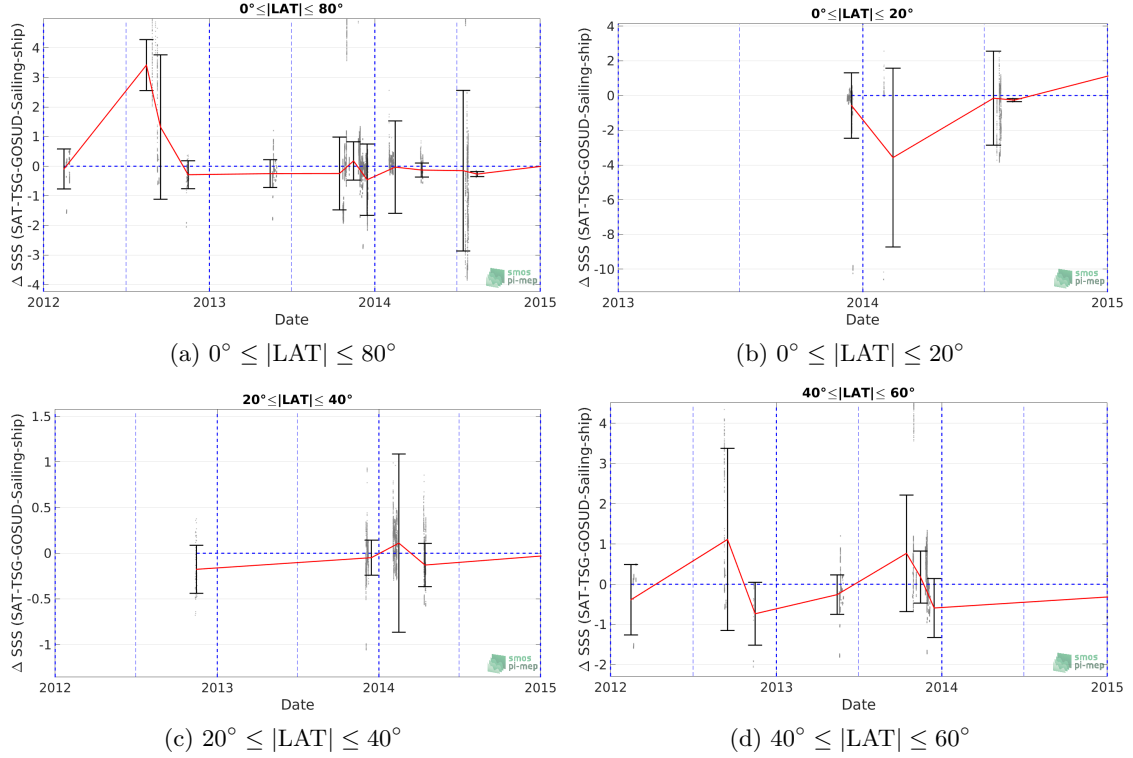 0°≤|LAT|≤ 80°
Δ SSS (SAT-TSG-GOSUD-Sailing-ship)
4
3
2
1
0
-1
-2
-3
-4
2012
2013
2014
2015
Date
smos
pi-mep
(a) 0° ≤ |LAT| ≤ 80°
0°≤|LAT|≤ 20°
Δ SSS (SAT-TSG-GOSUD-Sailing-ship)
4
2
0
-2
-4
-6
-8
-10
2013
2014
2015
Date
smos
pi-mep
(b) 0° ≤ |LAT| ≤ 20°
20°≤|LAT|≤ 40°
Δ SSS (SAT-TSG-GOSUD-Sailing-ship)
1.5
1
0.5
0
-0.5
-1
2012
2013
2014
2015
Date
smos
pi-mep
(c) 20° ≤ |LAT| ≤ 40°
40°≤|LAT|≤ 60°
Δ SSS (SAT-TSG-GOSUD-Sailing-ship)
4
3
2
1
0
-1
-2
2012
2013
2014
2015
Date
smos
pi-mep
(d) 40° ≤ |LAT| ≤ 60°